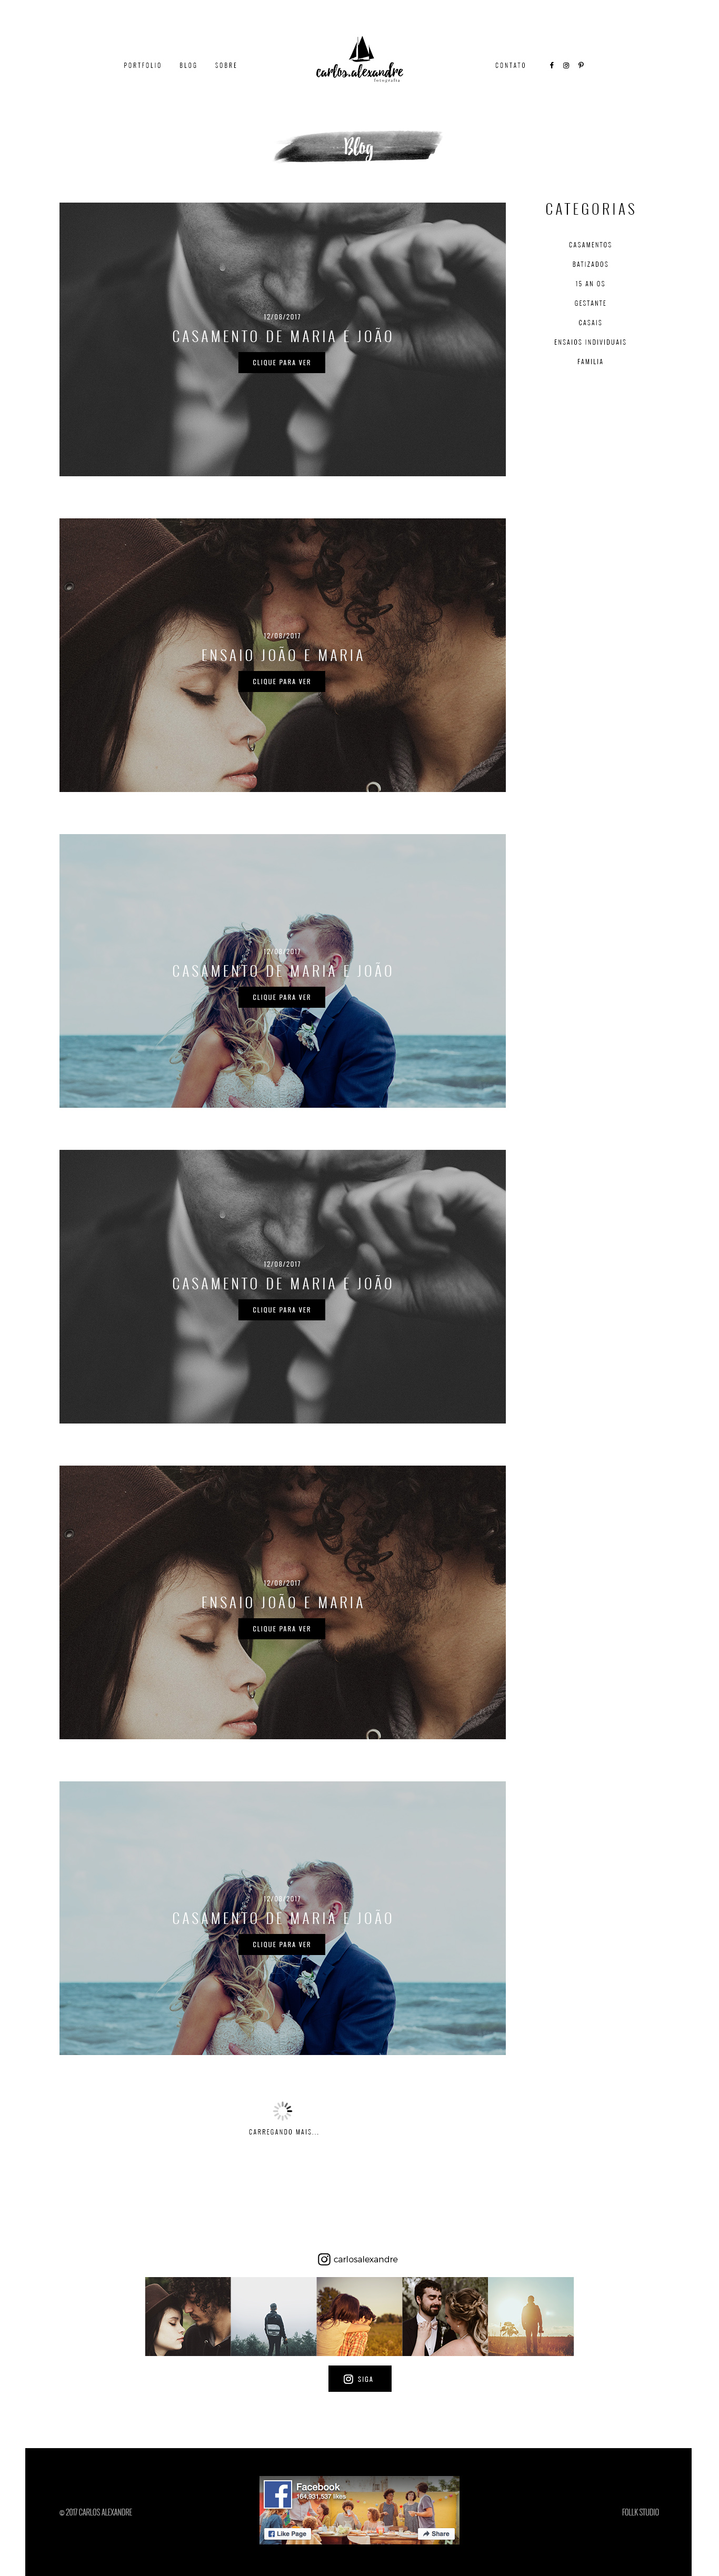 PORTFOLIO BLOG SOBRE
carlos.alexandre
fotografia
CONTATO
Blog
12/08/2017
CASAMENTO DE MARIA E JOÃO
CLIQUE PARA VER
12/08/2017
ENSAIO JOÃO E MARIA
CLIQUE PARA VER
12/08/2017
CASAMENTO DE MARIA E JOÃO
CLIQUE PARA VER
12/08/2017
CASAMENTO DE MARIA E JOÃO
CLIQUE PARA VER
12/08/2017
ENSAIO JOÃO E MARIA
CLIQUE PARA VER
12/08/2017
CASAMENTO DE MARIA E JOÃO
CLIQUE PARA VER
CARREGANDO MAIS...
CATEGORIAS
CASAMENTOS
BATIZADOS
15 AN OS
GESTANTE
CASAIS
ENSAIOS INDIVIDUAIS
FAMILIA
carlosalexandre
SIGA
© 2017 CARLOS ALEXANDRE
Facebook
164,931,537 likes
Like Page
Share
FOLLK STUDIO